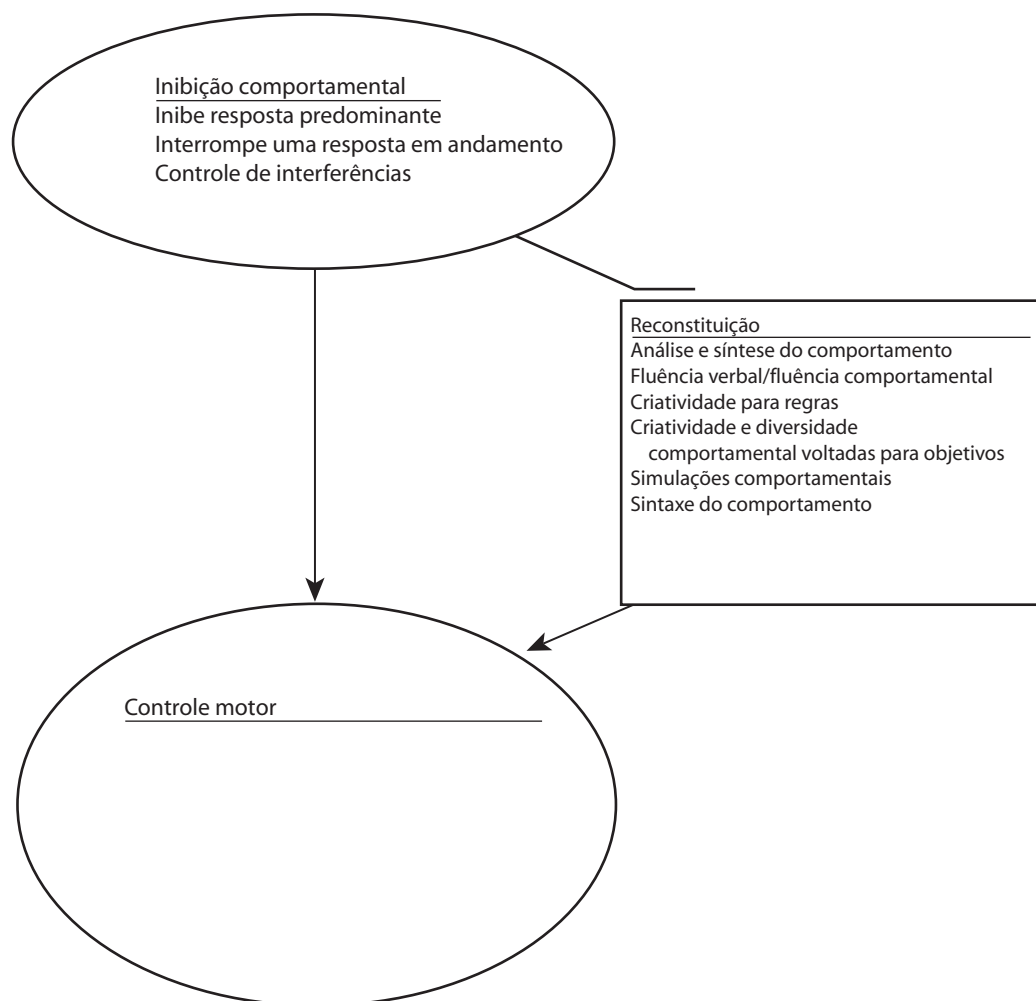 Inibição comportamental
Inibe resposta predominante
Interrompe uma resposta em andamento
Controle de interferências
Reconstituição
Análise e síntese do comportamento
Fluência verbal/fluência comportamental
Criatividade para regras
Criatividade e diversidade
comportamental voltadas para objetivos
Simulações comportamentais
Sintaxe do comportamento
Controle motor